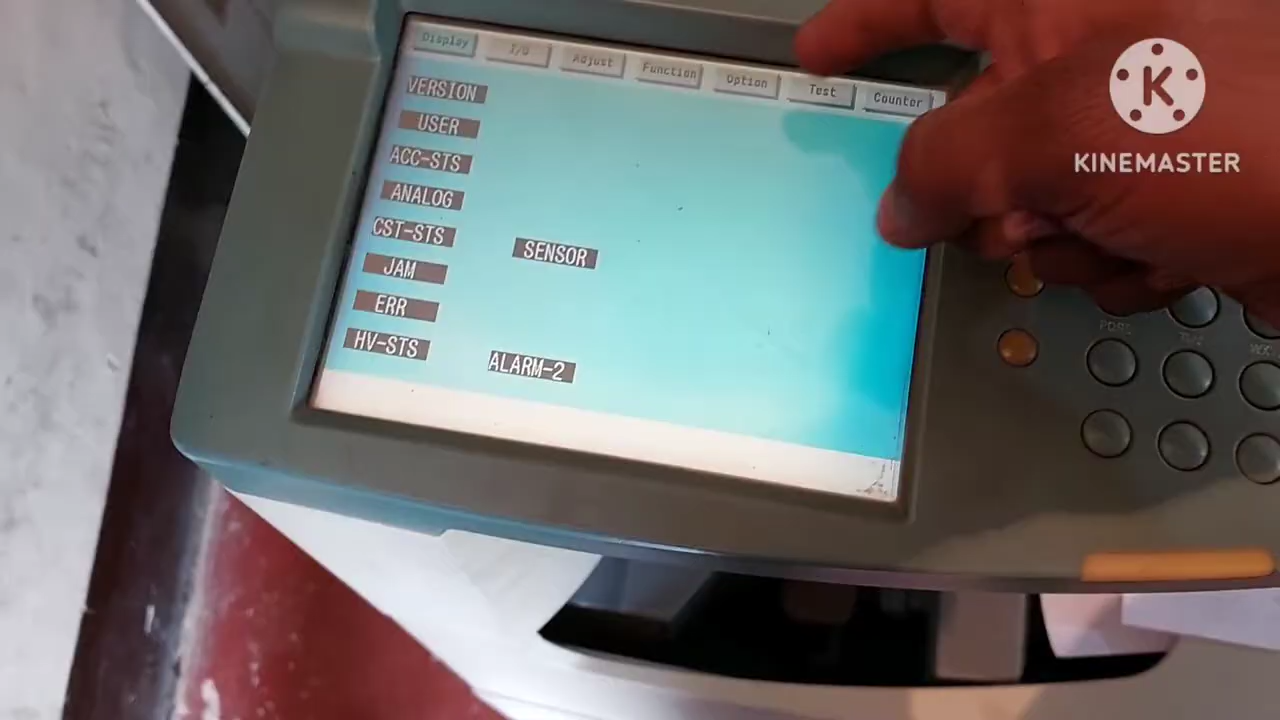 Display I/O Adjust Function Option Test Counter
VERSION
USER
ACC-STS
ANALOG
CST-STS
SENSOR
JAM
ERR
HV-STS
ALARM-2
K
KINEMASTER